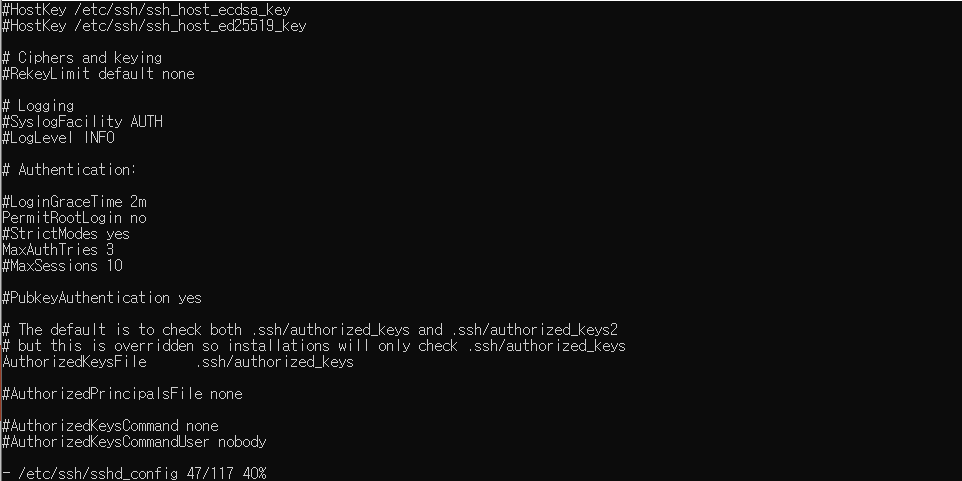 #HostKey /etc/ssh/ssh_host_ecdsa_key
#HostKey /etc/ssh/ssh_host_ed25519_key
# Ciphers and keying
#RekeyLimit default none
# Logging
#SyslogFacility AUTH
#LogLevel INFO
# Authentication:
#LoginGraceTime 2m
PermitRootLogin no
#StrictModes yes
MaxAuthTries 3
#MaxSessions 10
#PubkeyAuthentication yes
# The default is to check both .ssh/authorized_keys and .ssh/authorized_keys2
# but this is overridden so installations will only check .ssh/authorized_keys
AuthorizedKeysFile      .ssh/authorized_keys
#AuthorizedPrincipalsFile none
#AuthorizedKeysCommand none
#AuthorizedKeysCommandUser nobody
- /etc/ssh/sshd_config 47/117 40%